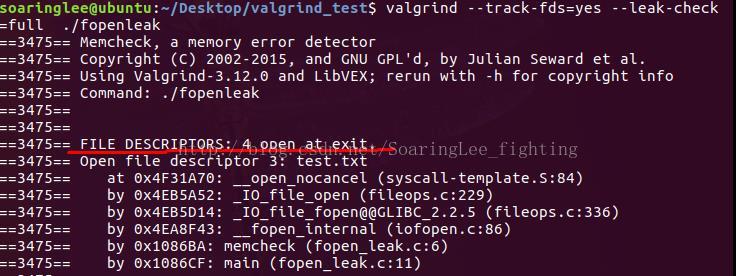 soaringlee@ubuntu:~/Desktop/valgrind_test$ valgrind --track-fds=yes --leak-check
=full  ./fopenleak
==3475== Memcheck, a memory error detector
==3475== Copyright (C) 2002-2015, and GNU GPL'd, by Julian Seward et al.
==3475== Using Valgrind-3.12.0 and LibVEX; rerun with -h for copyright info
==3475== Command: ./fopenleak
==3475==
==3475==
==3475== FILE DESCRIPTORS: 4 open at exit.
http://blog.csdn.net/SoaringLee_fighting
==3475== Open file descriptor 3: test.txt
==3475==    at 0x4F31A70: __open_nocancel (syscall-template.S:84)
==3475==    by 0x4EB5A52: _IO_file_open (fileops.c:229)
==3475==    by 0x4EB5D14: _IO_file_fopen@@GLIBC_2.2.5 (fileops.c:336)
==3475==    by 0x4EA8F43: __fopen_internal (iofopen.c:86)
==3475==    by 0x1086BA: memcheck (fopen_leak.c:6)
==3475==    by 0x1086CF: main (fopen_leak.c:11)
==3475==